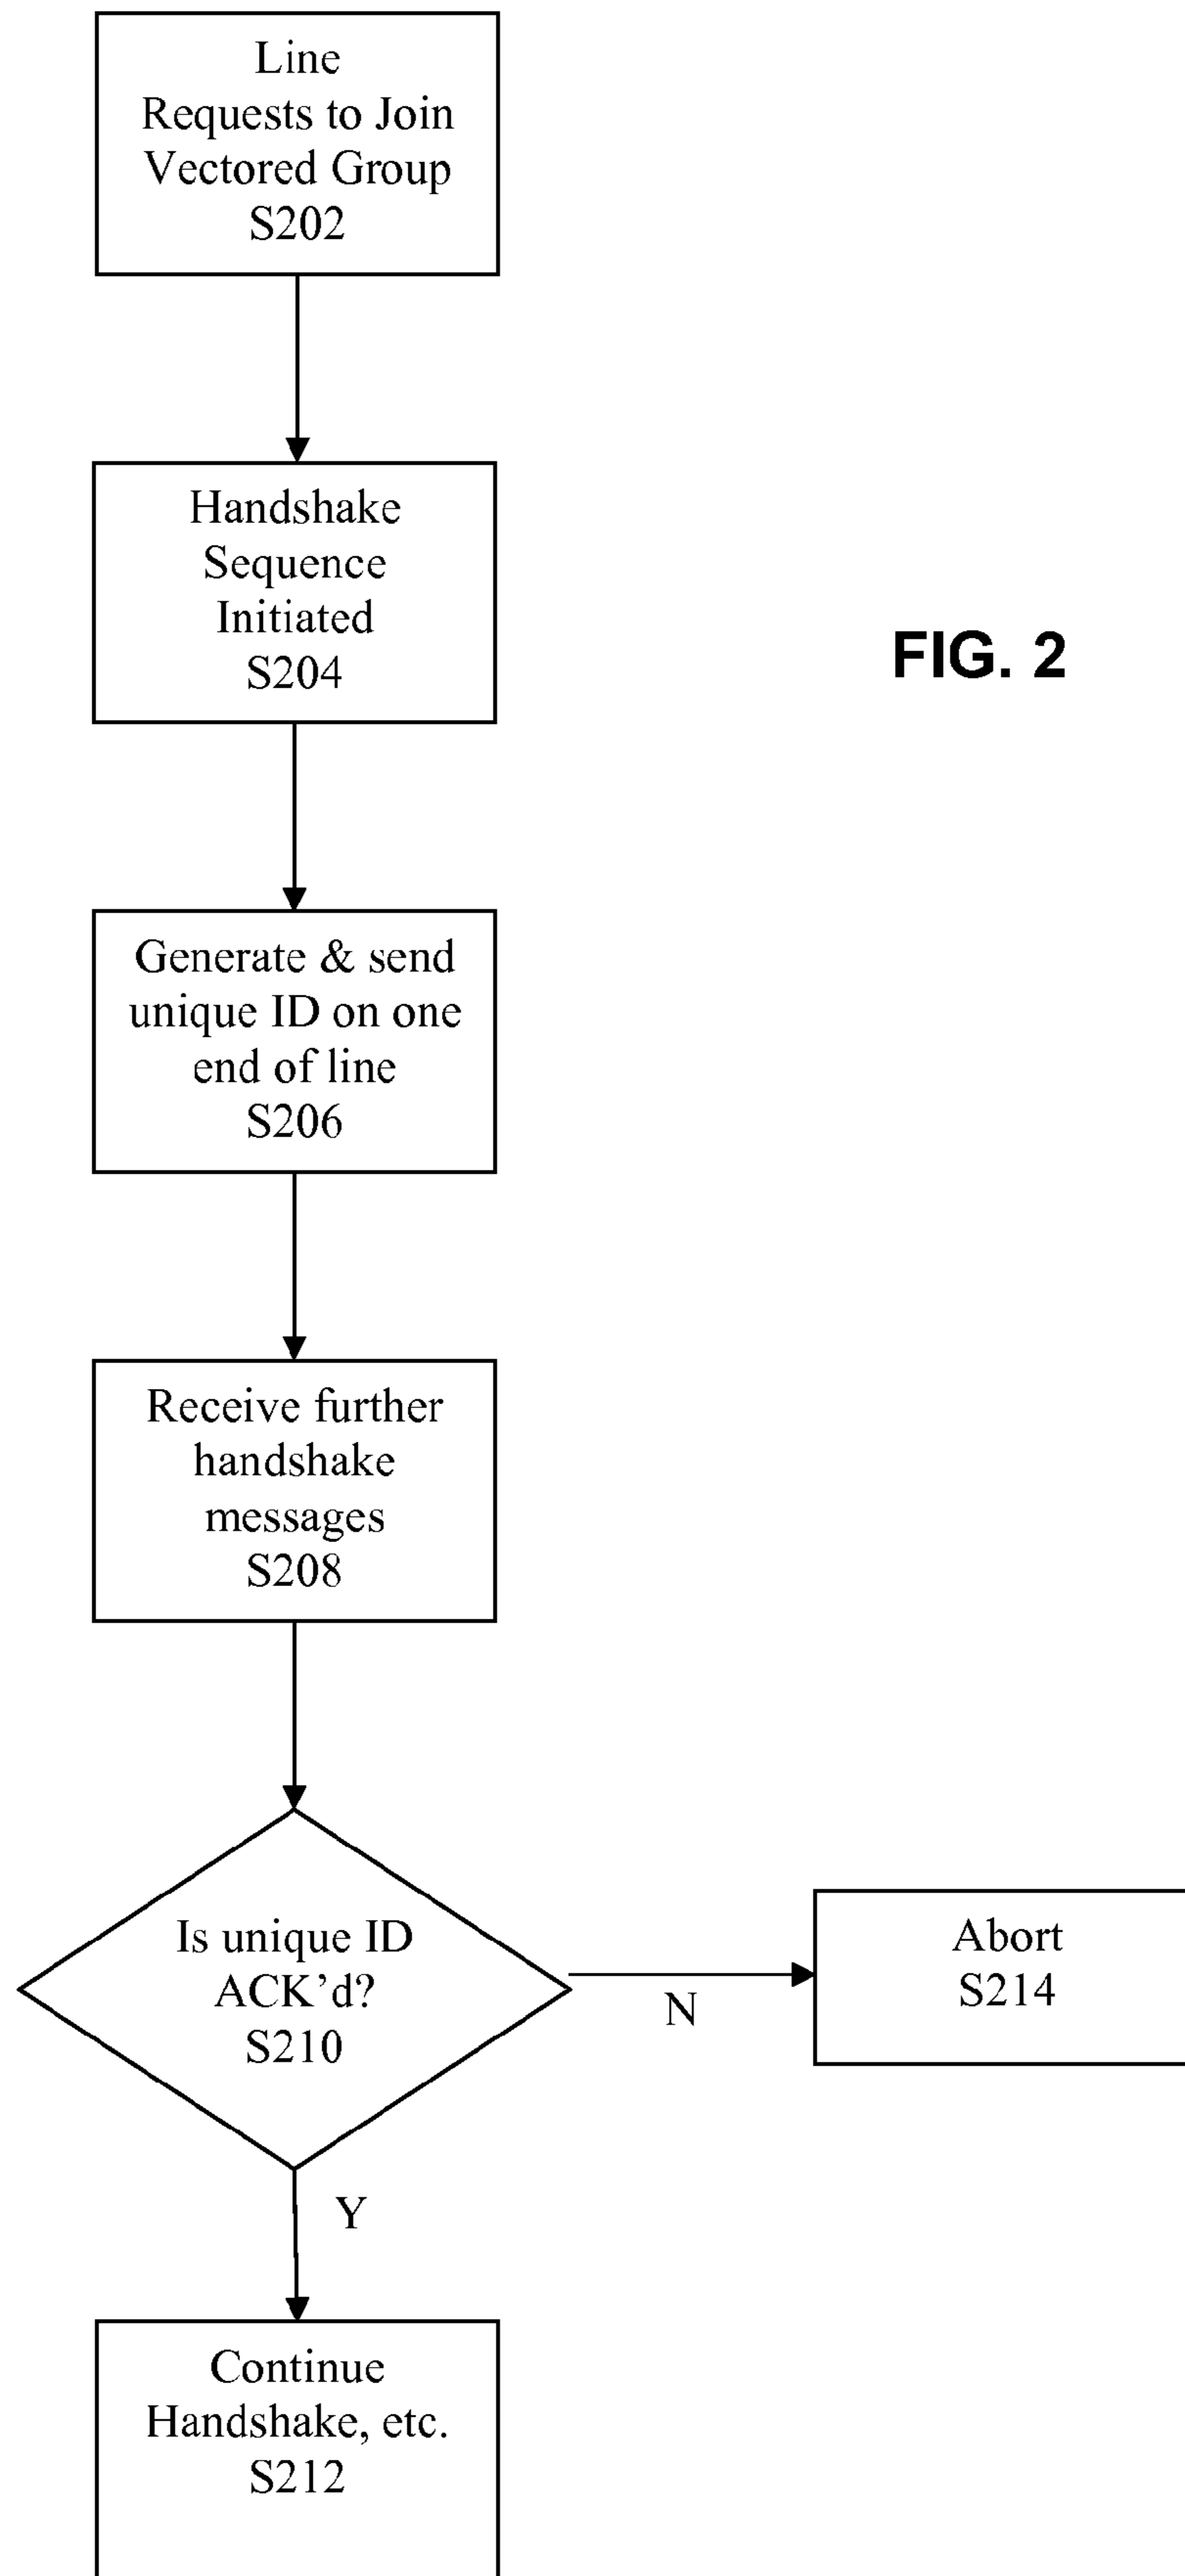 Line
Requests to Join
Vectored Group
S202
Handshake
Sequence
Initiated
S204
FIG. 2
Generate & send
unique ID on one
end of line
S206
Receive further
handshake
messages
S208
Is unique ID
ACK’d?
S210
N
Abort
S214
Y
Continue
Handshake, etc.
S212